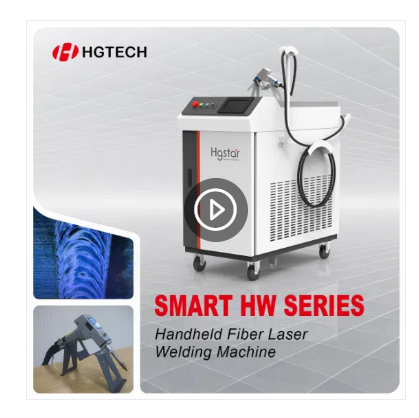 HGTECH
Hgstar
SMART HW SERIES
Handheld Fiber Laser
Welding Machine